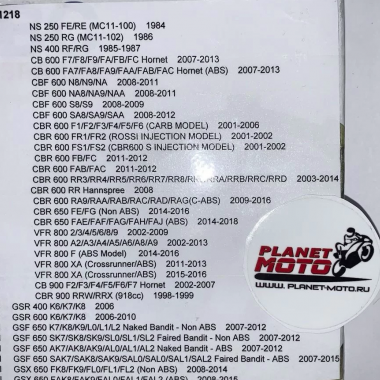 1218
NS 250 FE/RE (MC11-100) 1984
NS 250 RG (MC11-102) 1986
NS 400 RF/RG 1985-1987
CB 600 F7/F8/F9/FA/FB/FC Hornet 2007-2013
CB 600 FA7/FA8/FA9/FAA/FAB/FAC Hornet (ABS) 2007-2013
CBF 600 N8/N9/NA 2008-2011
CBF 600 NA8/NA9/NAA 2008-2011
CBF 600 S8/S9 2008-2009
CBF 600 SA8/SA9/SAA 2008-2012
CBR 600 F1/F2/F3/F4/F5/F6 (CARB MODEL) 2001-2006
CBR 600 FR1/FR2 (ROSSI INJECTION MODEL) 2001-2002
CBR 600 FS1/FS2 (CBR600 S INJECTION MODEL) 2001-2002
CBR 600 FB/FC 2011-2012
CBR 600 FAB/FAC 2011-2012
CBR 600 RR3/RR4/RR5/RR6/RR7/RR8/RR9/RRA/RRB/RRC/RRD 2003-2014
CBR 600 RR Hannspree 2008
CBR 600 RA9/RAA/RAB/RAC/RAD/RAG(C-ABS) 2009-2016
CBR 650 FE/FG (Non ABS) 2014-2016
CBR 650 FAE/FAF/FAG/FAH/FAJ (ABS) 2014-2018
VFR 800 2/3/4/5/6/8/9 2002-2009
VFR 800 A2/A3/A4/A5/A6/A8/A9 2002-2013
VFR 800 F (ABS Model) 2014-2016
VFR 800 XA (Crossrunner/ABS) 2011-2013
VFR 800 XA (Crossrunner/ABS) 2015-2016
CB 900 F2/F3/F4/F5/F6/F7 Hornet 2002-2007
CBR 900 RRW/RRX (918cc) 1998-1999
GSR 400 K6/K7/K8 2006
GSR 600 K6/K7/K8 2006-2010
GSF 650 K7/K8/K9/L0/L1/L2 Naked Bandit - Non ABS 2007-2012
GSF 650 SK7/SK8/SK9/SL0/SL1/SL2 Faired Bandit - Non ABS 2007-2012
GSF 650 AK7/AK8/AK9/AL0/AL1/AL2 Naked Bandit - ABS 2007-2012
GSF 650 SAK7/SAK8/SAK9/SAL0/SAL0/SAL1/SAL2 Faired Bandit - ABS 2007-2015
GSX 650 FK8/FK9/FL0/FL1/FL2 (Non ABS) 2008-2014
2008-2015
PLANET
MOTO
WWW.PLANET-MOTO.RU